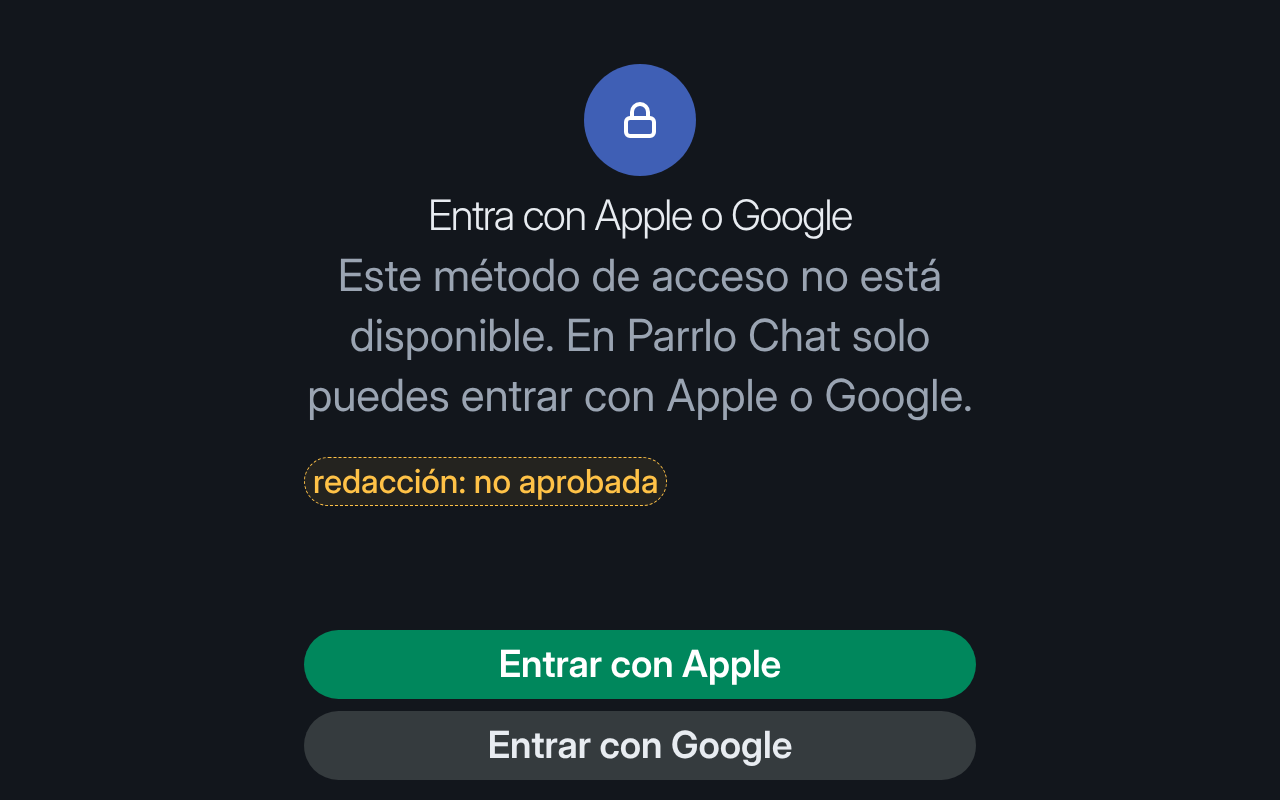 Entra con Apple o Google
Este método de acceso no está
disponible. En Parrlo Chat solo
puedes entrar con Apple o Google.
redacción: no aprobada
Entrar con Apple
Entrar con Google